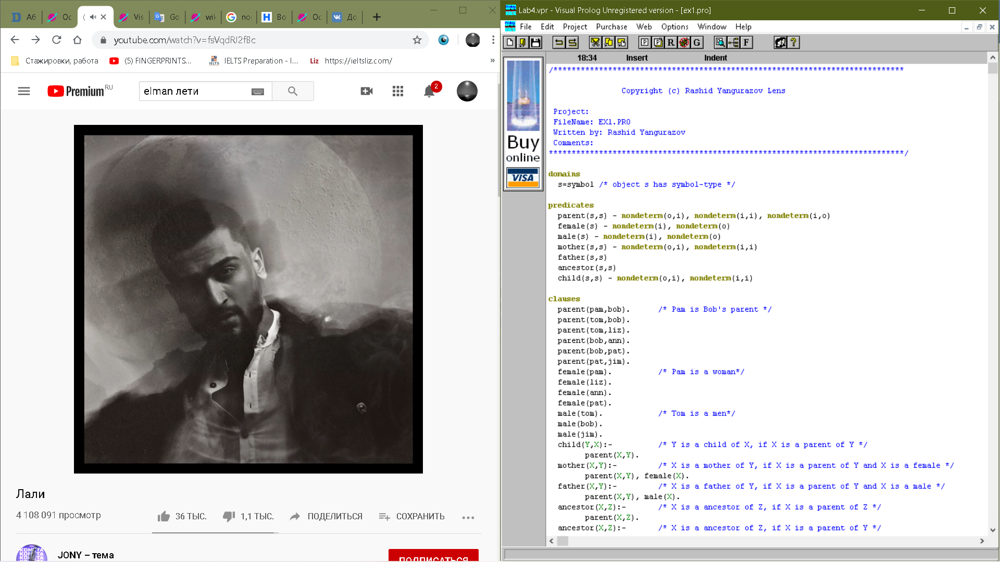 Аб
Ос
(
Vis
Go
wik
nor
Во
Ос
До
youtube.com/watch?v=fsVqdRJ2fBc
Стажировки, работа
(5) FINGERPRINTS...
IELTS Preparation - I...
Liz https://ieltsliz.com/
»
Premium RU
elman лети
2
Лали
4 108 091 просмотр
36 ТЫС.
1,1 ТЫС.
ПОДЕЛИТЬСЯ
СОХРАНИТЬ
JONY – тема
ПОДПИСАТЬСЯ
Lab4.vpr - Visual Prolog Unregistered version - [ex1.pro]
File Edit Project Purchase Web Options Window Help
P R G F ?
18:34 Insert Indent
Buy
online
VISA
/******************************************************************************
Copyright (c) Rashid Yangurazov Lens
Project:
FileName: EX1.PRO
Written by: Rashid Yangurazov
Comments:
******************************************************************************/
domains
s=symbol /* object s has symbol-type */
predicates
parent(s,s) - nondeterm(o,i), nondeterm(i,i), nondeterm(i,o)
female(s) - nondeterm(i), nondeterm(o)
male(s) - nondeterm(i), nondeterm(o)
mother(s,s) - nondeterm(o,i), nondeterm(i,i)
father(s,s)
ancestor(s,s)
child(s,s) - nondeterm(o,i), nondeterm(i,i)
clauses
parent(pam,bob). /* Pam is Bob's parent */
parent(tom,bob).
parent(tom,liz).
parent(bob,ann).
parent(bob,pat).
parent(pat,jim).
female(pam). /* Pam is a woman*/
female(liz).
female(ann).
female(pat).
male(tom). /* Tom is a men*/
male(bob).
male(jim).
child(Y,X):- /* Y is a child of X, if X is a parent of Y */
parent(X,Y).
mother(X,Y):- /* X is a mother of Y, if X is a parent of Y and X is a female */
parent(X,Y), female(X).
father(X,Y):- /* X is a father of Y, if X is a parent of Y and X is a male */
parent(X,Y), male(X).
ancestor(X,Z):- /* X is a ancestor of Z, if X is a parent of Z */
parent(X,Z).
ancestor(X,Z):- /* X is a ancestor of Z, if X is a parent of Y */